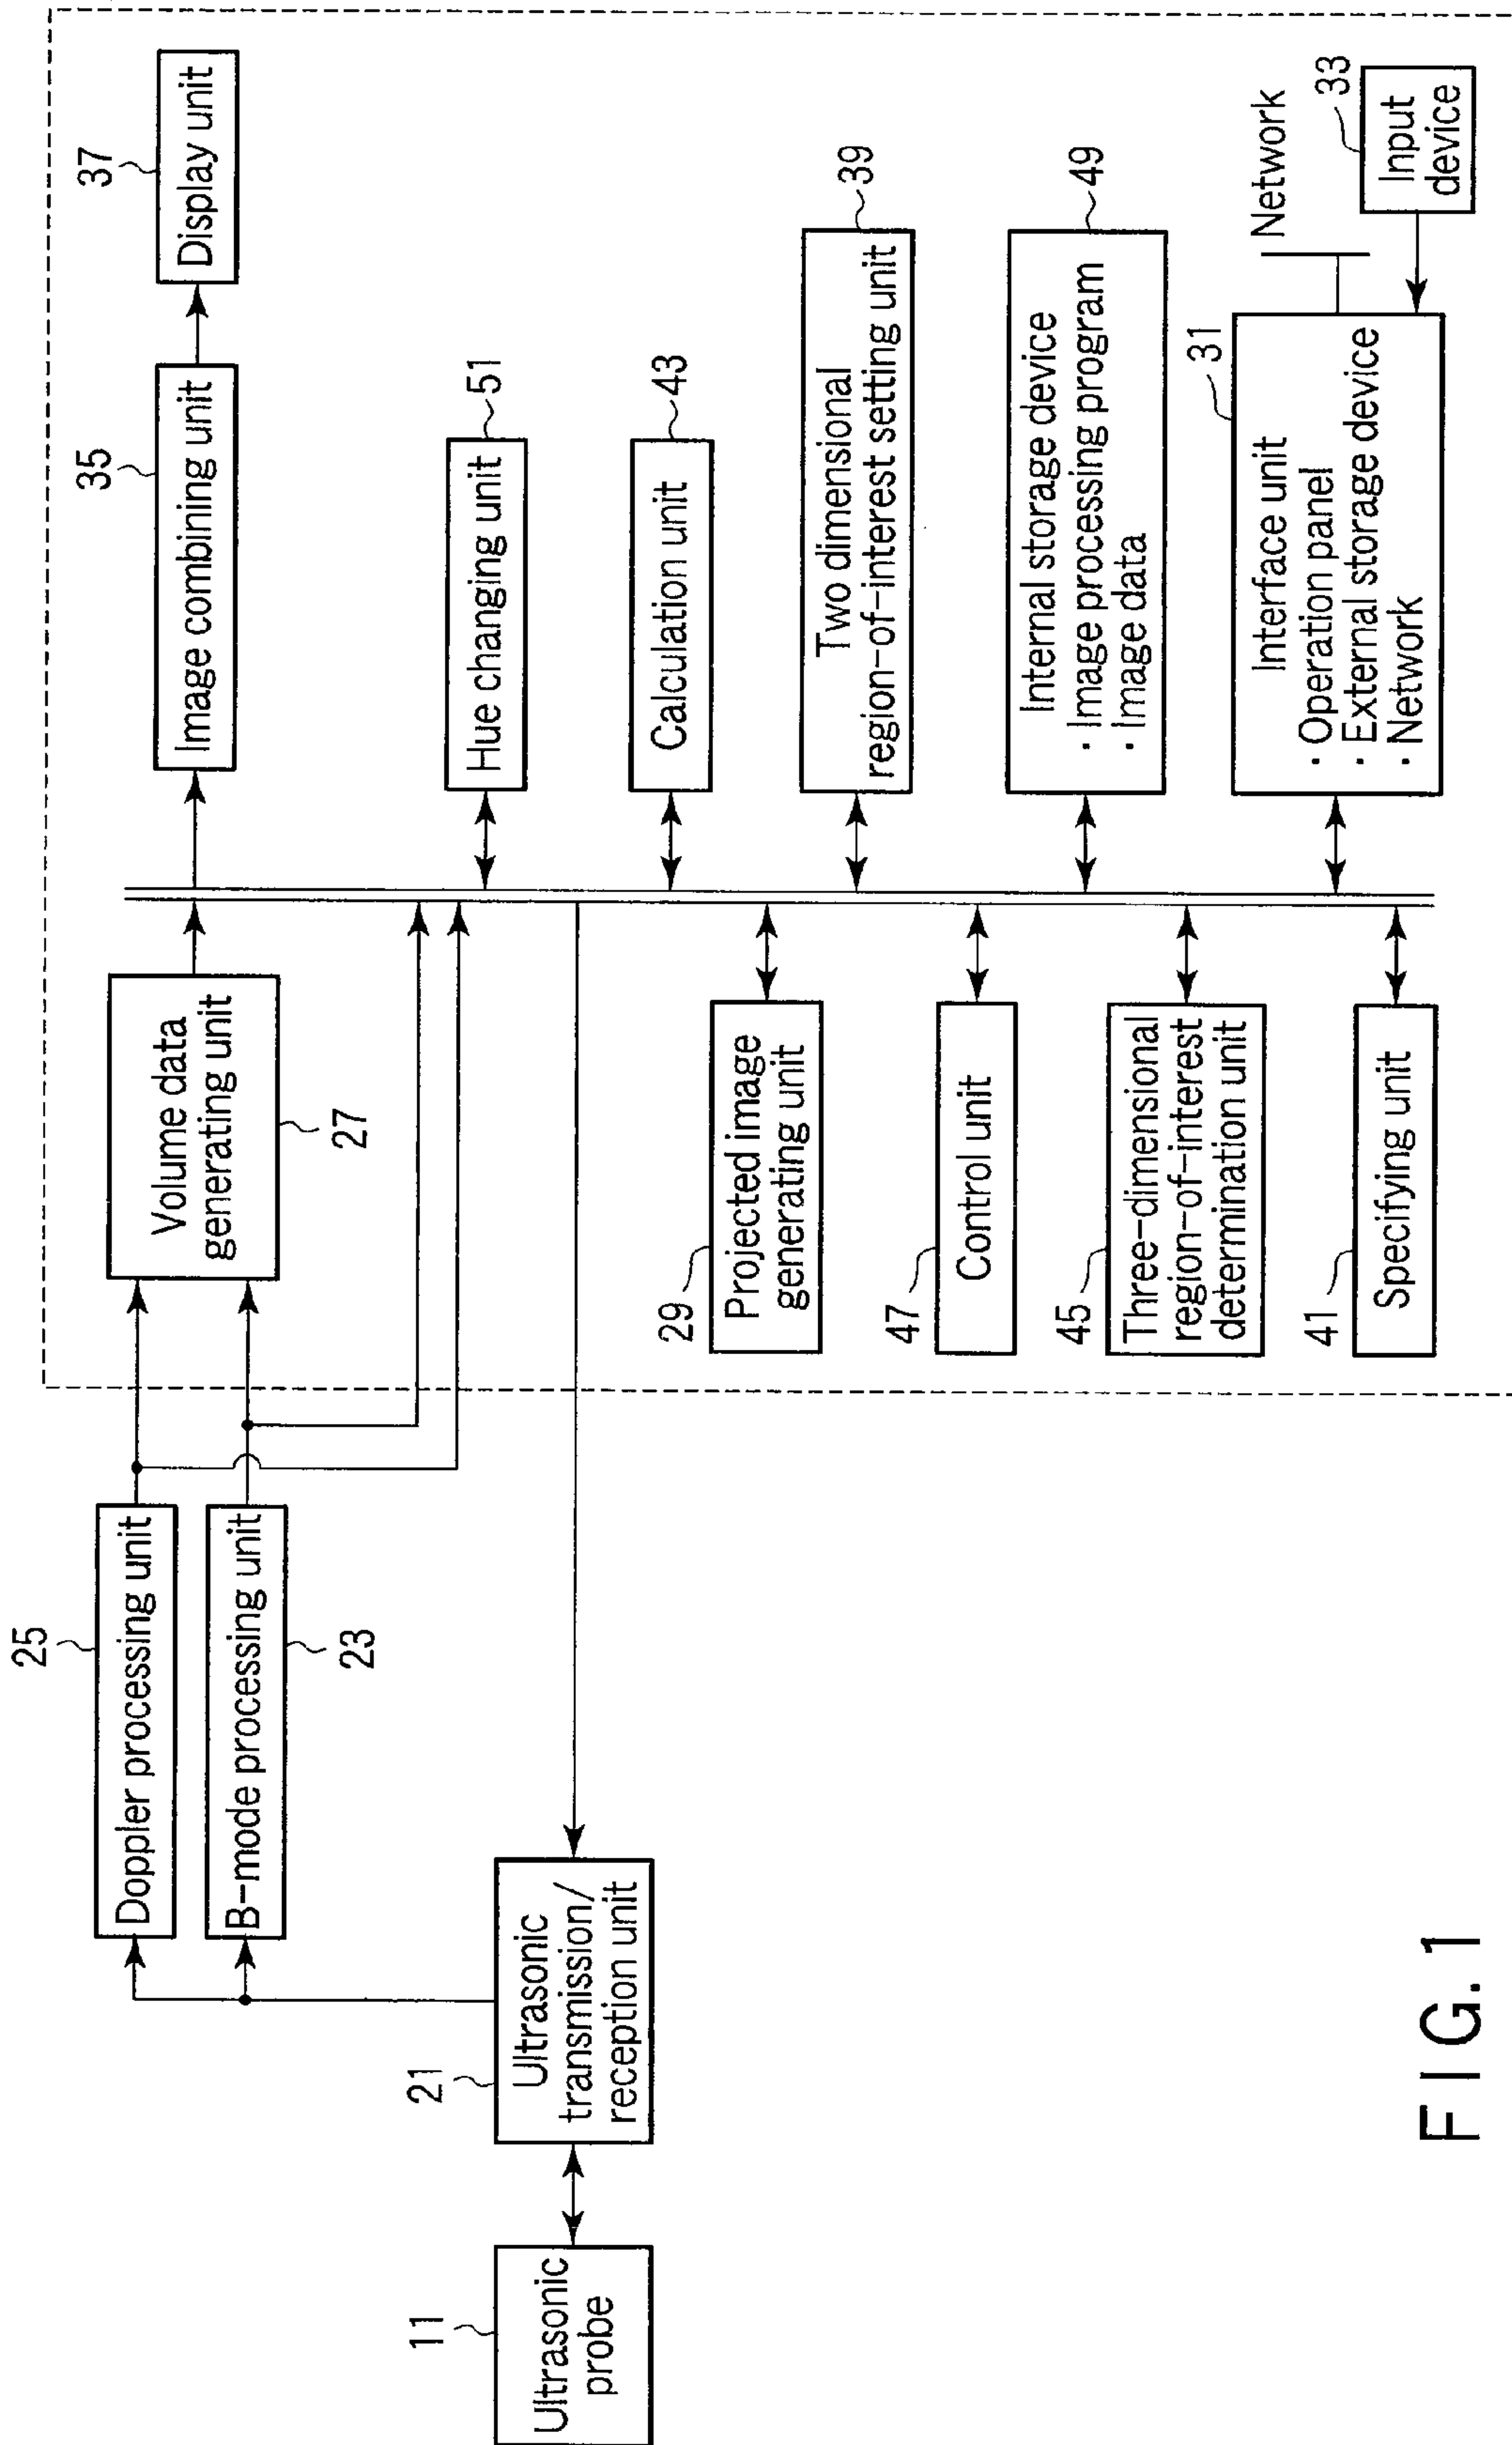 25
Doppler processing unit
B-mode processing unit
23
11
Ultrasonic
probe
21
Ultrasonic
transmission/
reception unit
Volume data
generating unit
27
35
Image combining unit
37
Display unit
Hue changing unit
51
Calculation unit
43
29
Projected image
generating unit
Two dimensional
region-of-interest setting unit
39
47
Control unit
Internal storage device
· Image processing program
· Image data
49
45
Three-dimensional
region-of-interest
determination unit
31
Interface unit
· Operation panel
· External storage device
· Network
Network
33
Input
device
41
Specifying unit
FIG. 1